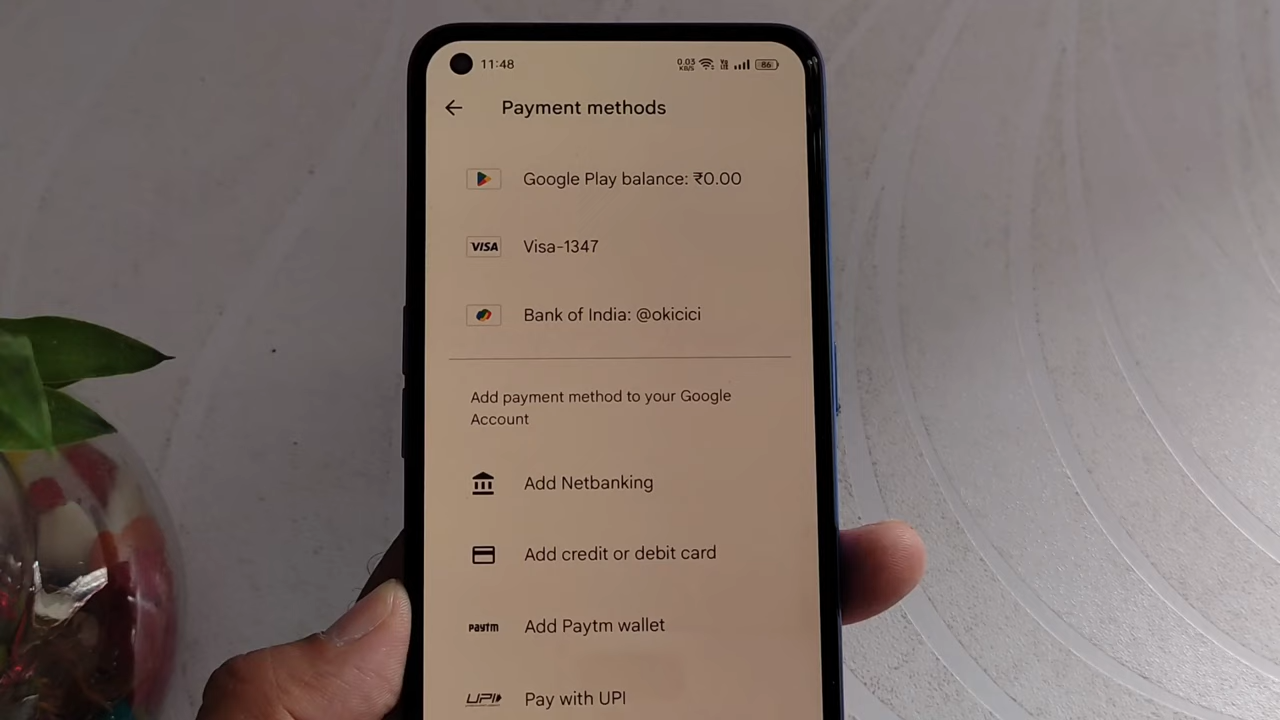 11:48
0.03 KB/S
86
Payment methods
Google Play balance: ₹0.00
VISA
Visa-1347
Bank of India: @okicici
Add payment method to your Google
Account
Add Netbanking
Add credit or debit card
paytm
Add Paytm wallet
UPI
Pay with UPI